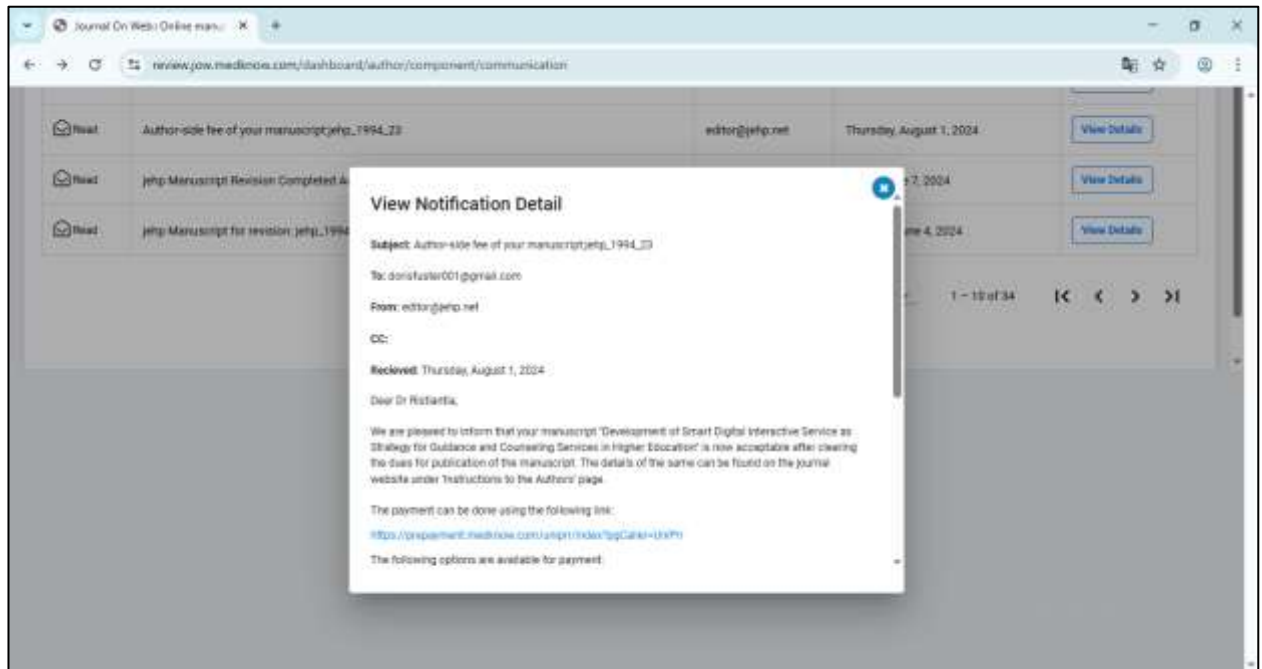 Journal On Web | Online manu
review.jow.medknow.com/dashboard/author/component/communication
Read Author-side fee of your manuscript:jehp_1994_23 editor@jehp.net Thursday, August 1, 2024 View Details
Read jehp Manuscript Revision Completed 7, 2024 View Details
Read jehp Manuscript for revision: jehp_1994 4, 2024 View Details
1 – 10 of 34
View Notification Detail
Subject: Author-side fee of your manuscript:jehp_1994_23
To: dorisfuster001@gmail.com
From: editor@jehp.net
CC:
Recieved: Thursday, August 1, 2024
Dear Dr Ristiantia,
We are pleased to inform that your manuscript "Development of Smart Digital Interactive Service as
Strategy for Guidance and Counseling Services in Higher Education" is now acceptable after clearing
the dues for publication of the manuscript. The details of the same can be found on the journal
website under 'Instructions to the Authors' page.
The payment can be done using the following link:
The following options are available for payment: